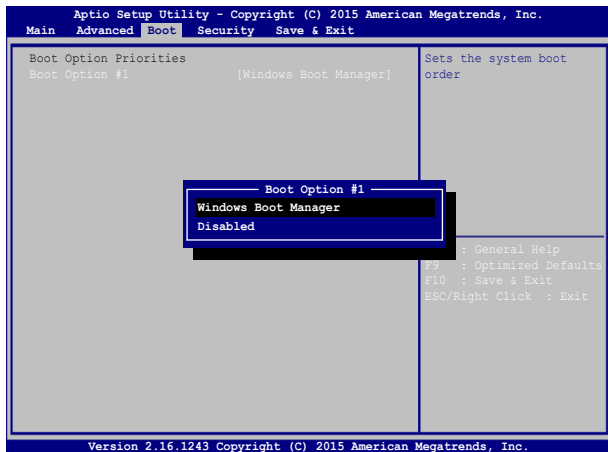 Aptio Setup Utility - Copyright (C) 2015 American Megatrends, Inc.
Main Advanced Boot Security Save & Exit
Boot Option Priorities
Boot Option #1 [Windows Boot Manager]
Sets the system boot
order
Boot Option #1
Windows Boot Manager
Disabled
: General Help
F9 : Optimized Defaults
F10 : Save & Exit
ESC/Right Click : Exit
Version 2.16.1243 Copyright (C) 2015 American Megatrends, Inc.